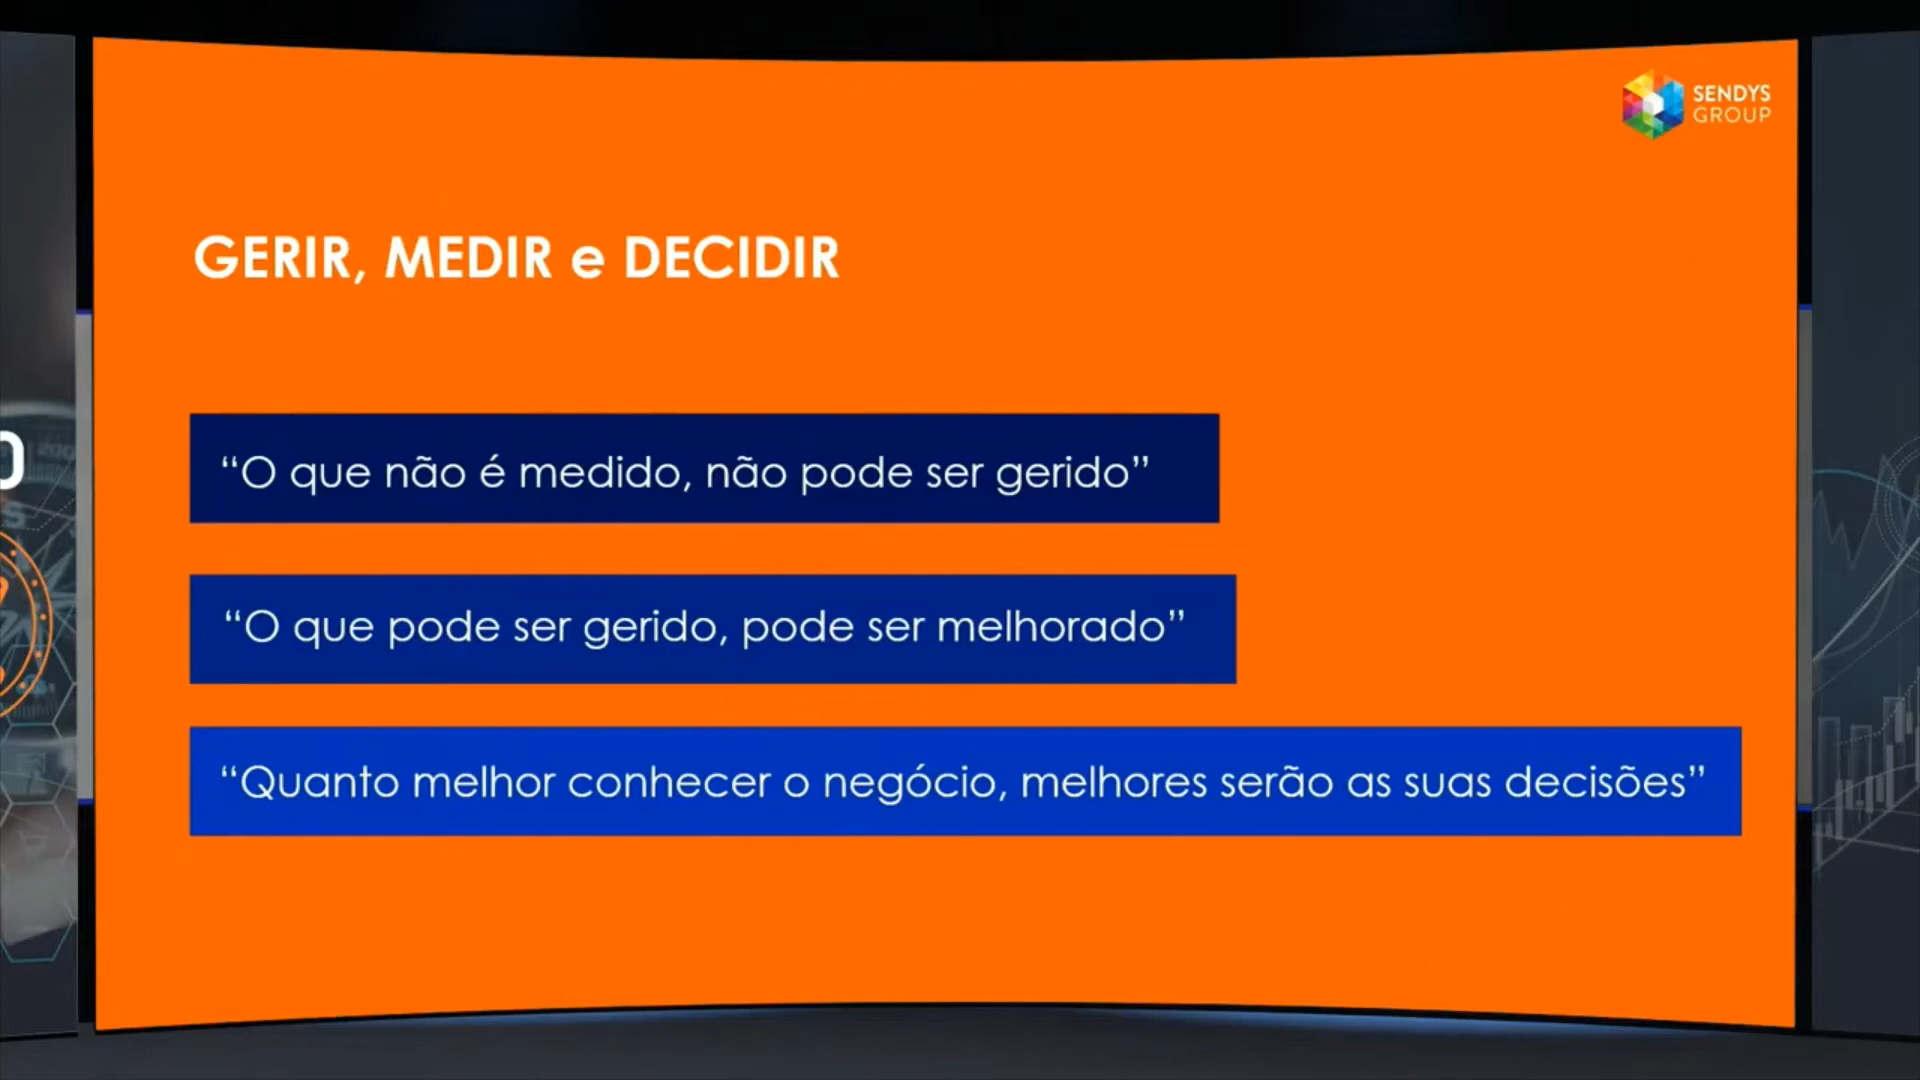 SENDYS
GROUP
GERIR, MEDIR e DECIDIR
“O que não é medido, não pode ser gerido”
“O que pode ser gerido, pode ser melhorado”
“Quanto melhor conhecer o negócio, melhores serão as suas decisões”